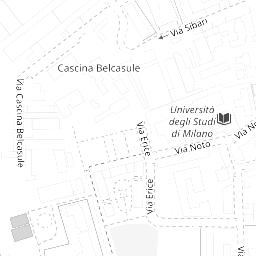 Via Sibari
Cascina Belcasule
Via Cascina Belcasule
Università
degli Studi
di Milano
Via Erice
Via Noto
Via Erice